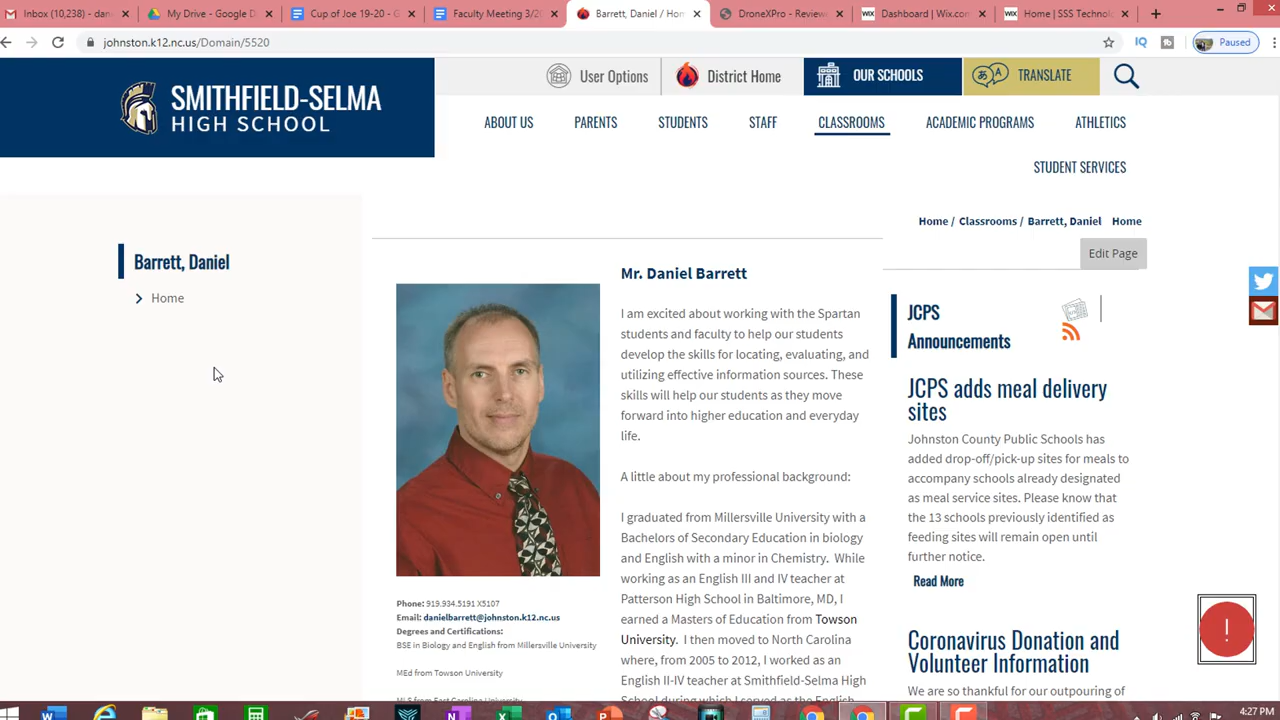 Inbox (10,238) - dan
My Drive - Google D
Cup of Joe 19-20 - G
Faculty Meeting 3/20
Barrett, Daniel / Hom
DroneXPro - Review
Dashboard | Wix.com
Home | SSS Technolo
johnston.k12.nc.us/Domain/5520
Paused
SMITHFIELD-SELMA
HIGH SCHOOL
User Options
District Home
OUR SCHOOLS
TRANSLATE
ABOUT US
PARENTS
STUDENTS
STAFF
CLASSROOMS
ACADEMIC PROGRAMS
ATHLETICS
STUDENT SERVICES
Home / Classrooms / Barrett, Daniel Home
Edit Page
Barrett, Daniel
Home
Mr. Daniel Barrett
I am excited about working with the Spartan
students and faculty to help our students
develop the skills for locating, evaluating, and
utilizing effective information sources. These
skills will help our students as they move
forward into higher education and everyday
life.
A little about my professional background:
I graduated from Millersville University with a
Bachelors of Secondary Education in biology
and English with a minor in Chemistry. While
working as an English III and IV teacher at
Patterson High School in Baltimore, MD, I
earned a Masters of Education from Towson
University. I then moved to North Carolina
where, from 2005 to 2012, I worked as an
English II-IV teacher at Smithfield-Selma High
School during which I served as the English
Phone: 919.934.5191 X5107
Email: danielbarrett@johnston.k12.nc.us
Degrees and Certifications:
BSE in Biology and English from Millersville University
MEd from Towson University
MLS from East Carolina University
JCPS
Announcements
JCPS adds meal delivery
sites
Johnston County Public Schools has
added drop-off/pick-up sites for meals to
accompany schools already designated
as meal service sites. Please know that
the 13 schools previously identified as
feeding sites will remain open until
further notice.
Read More
Coronavirus Donation and
Volunteer Information
We are so thankful for our outpouring of
4:27 PM